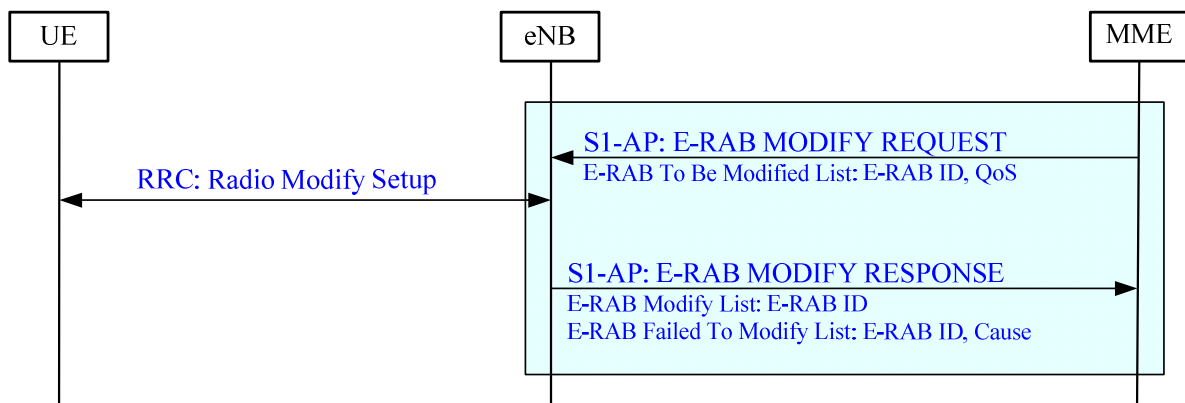 UE
eNB
MME
S1-AP: E-RAB MODIFY REQUEST
E-RAB To Be Modified List: E-RAB ID, QoS
RRC: Radio Modify Setup
S1-AP: E-RAB MODIFY RESPONSE
E-RAB Modify List: E-RAB ID
E-RAB Failed To Modify List: E-RAB ID, Cause